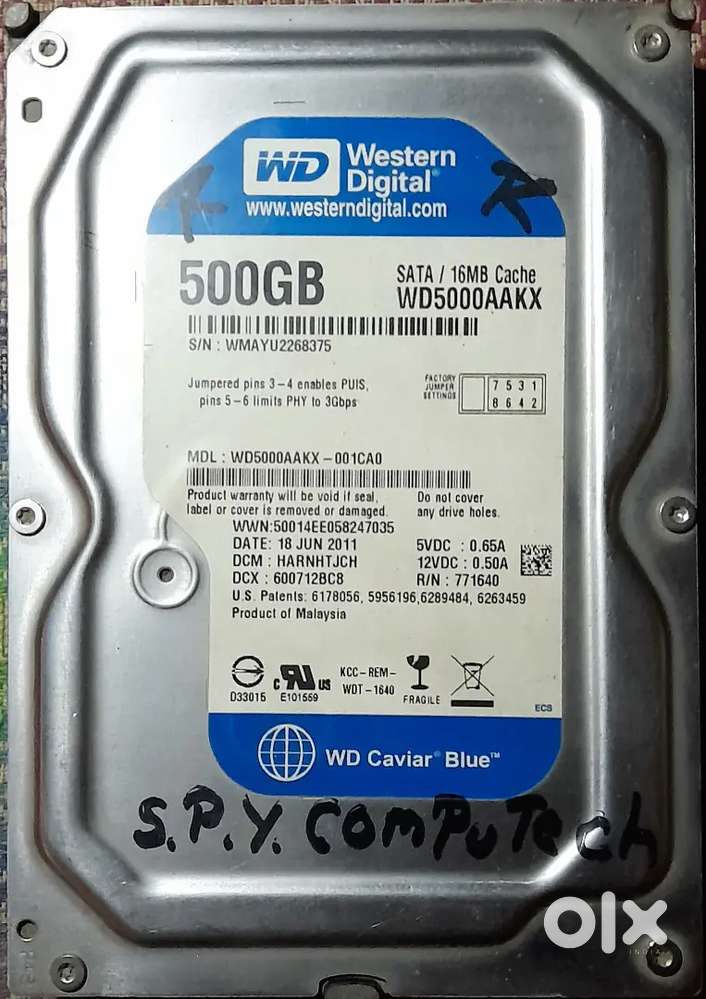 WD Western Digital®
www.westerndigital.com
R R
500GB
SATA / 16MB Cache
WD5000AAKX
S/N : WMAYU2268375
Jumpered pins 3-4 enables PUIS,
pins 5-6 limits PHY to 3Gbps
FACTORY JUMPER SETTINGS
7 5 3 1
8 6 4 2
MDL : WD5000AAKX-001CA0
Product warranty will be void if seal,
label or cover is removed or damaged.
Do not cover
any drive holes.
WWN:50014EE058247035
DATE: 18 JUN 2011
DCM : HARNHTJCH
DCX : 600712BC8
5VDC : 0.65A
12VDC : 0.50A
R/N : 771640
U.S. Patents: 6178056, 5956196,6289484, 6263459
Product of Malaysia
D33015
c RU US
E101559
KCC-REM-
WDT-1640
FRAGILE
ECS
WD Caviar® Blue™
S.P.Y. ComPuTech
olx
INDIA